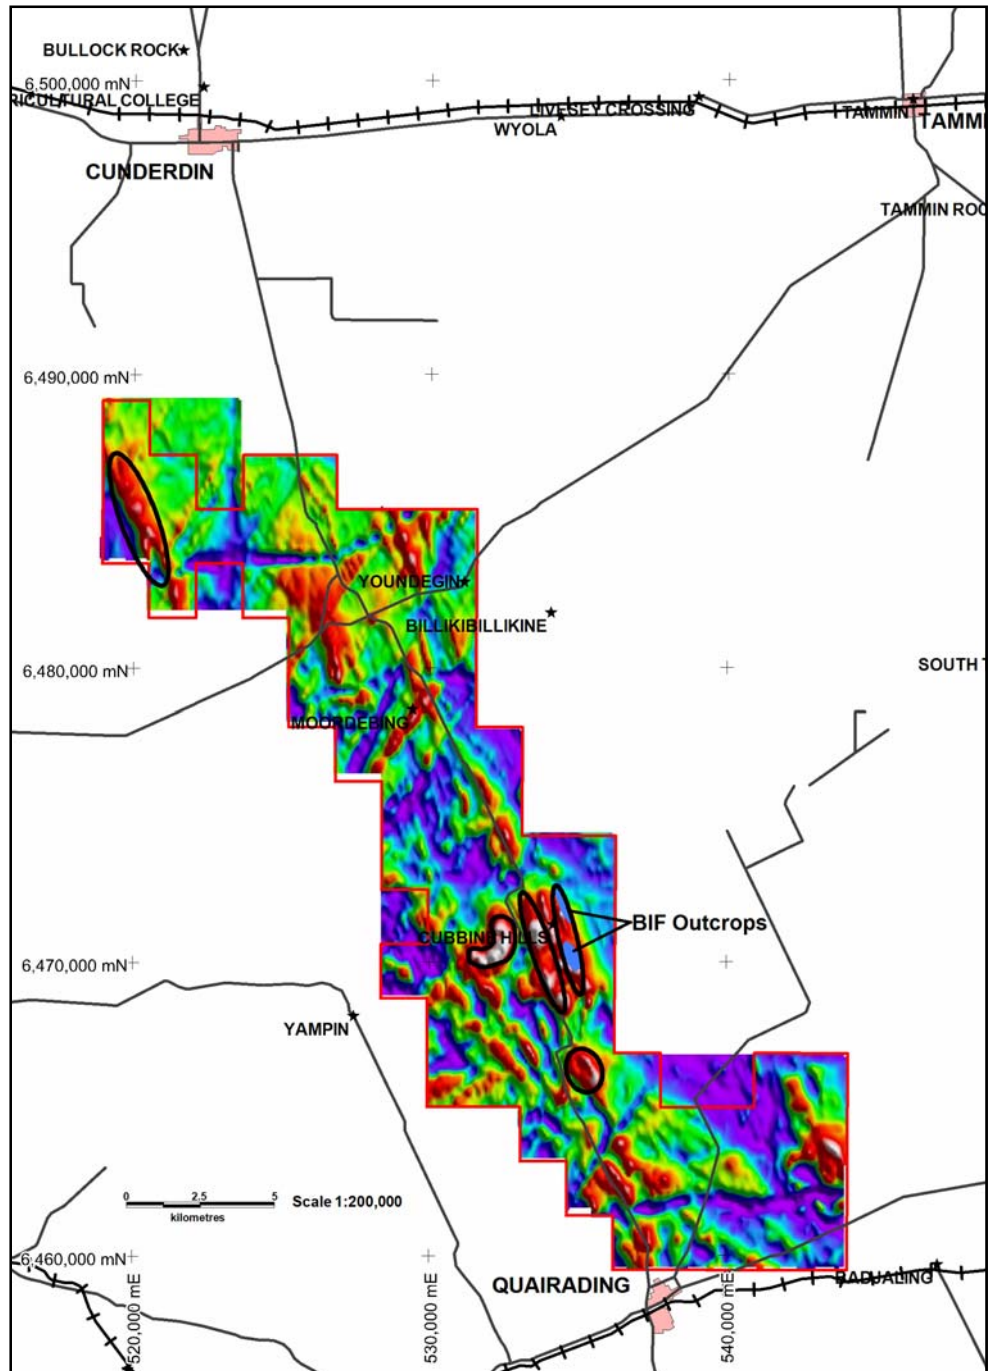 BULLOCK ROCK
6,500,000 mN
RICULTURAL COLLEGE
LIVESEY CROSSING
WYOLA
TAMMIN
TAMMI
CUNDERDIN
TAMMIN ROC
6,490,000 mN
YOUNDEGIN
BILLIKIBILLIKINE
6,480,000 mN
SOUTH T
MOORDEBING
BIF Outcrops
CUBBINE HILLS
6,470,000 mN
YAMPIN
0 2.5 5
Scale 1:200,000
kilometres
6,460,000 mN
QUAIRADING
BADJALING
520,000 mE
530,000 mE
540,000 mE